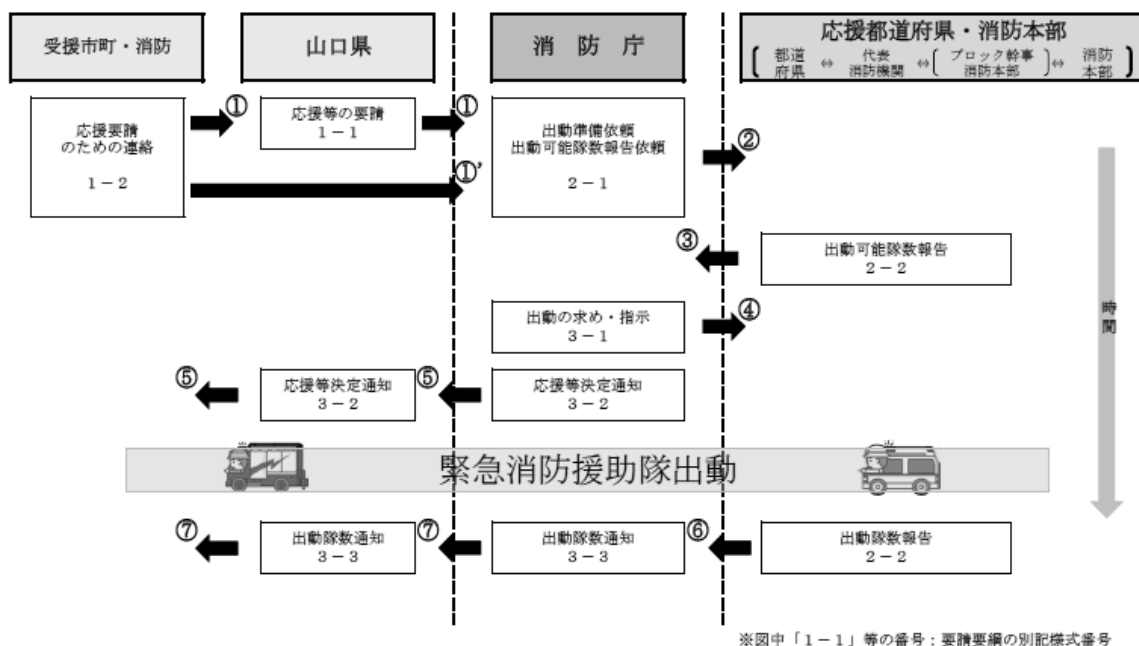 受援市町・消防
山口県
消 防 庁
応援都道府県・消防本部
都道府県 ⇔ 代表消防機関 ⇔ ブロック幹事消防本部 ⇔ 消防本部
応援要請
のための連絡
1-2
①
応援等の要請
1-1
①
①’
出動準備依頼
出動可能隊数報告依頼
2-1
②
時間
③
出動可能隊数報告
2-2
出動の求め・指示
3-1
④
⑤
応援等決定通知
3-2
⑤
応援等決定通知
3-2
緊急消防援助隊出動
⑦
出動隊数通知
3-3
⑦
出動隊数通知
3-3
⑥
出動隊数報告
2-2
※図中「1-1」等の番号：要請要綱の別記様式番号